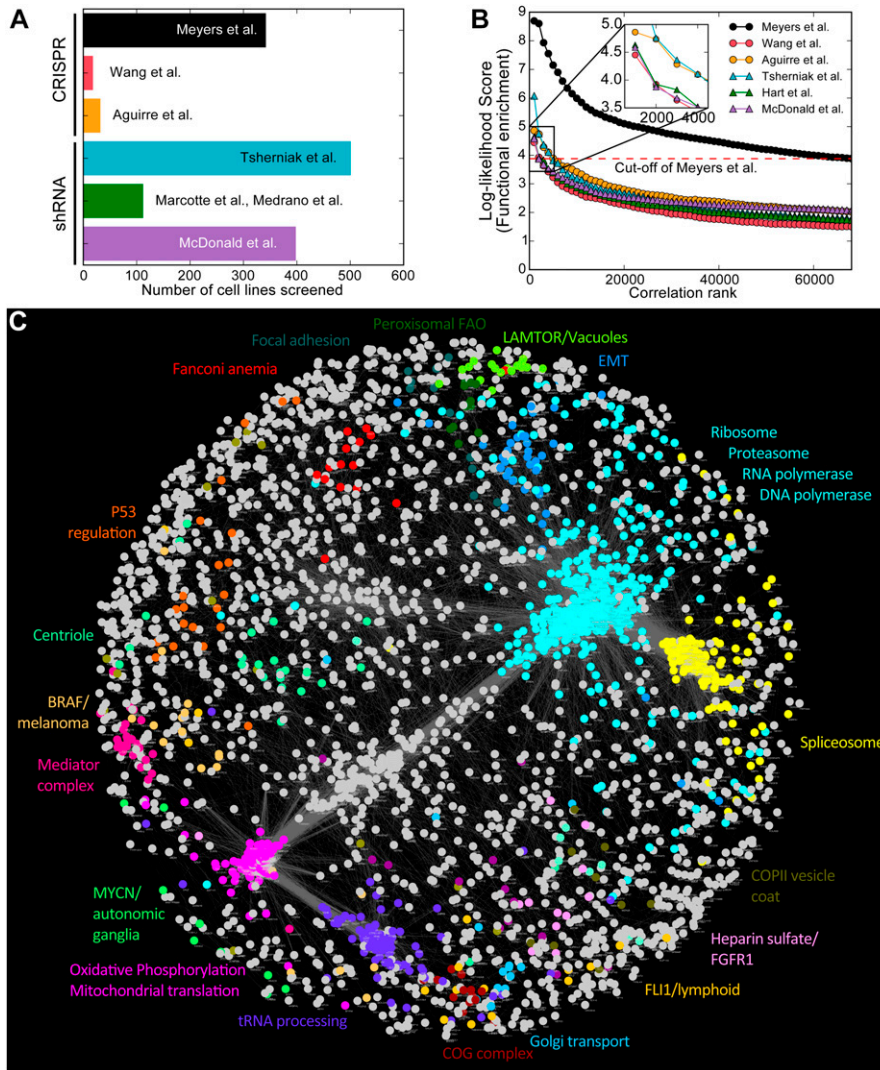 A
CRISPR
shRNA
Meyers et al.
Wang et al.
Aguirre et al.
Tsherniak et al.
Marcotte et al., Medrano et al.
McDonald et al.
0 100 200 300 400 500 600
Number of cell lines screened
B
Log-likelihood Score
(Functional enrichment)
9
8
7
6
5
4
3
2
1
0
5.0
4.5
4.0
3.5
2000 4000
Meyers et al.
Wang et al.
Aguirre et al.
Tsherniak et al.
Hart et al.
McDonald et al.
Cut-off of Meyers et al.
20000 40000 60000
Correlation rank
C
Peroxisomal FAO
Focal adhesion
LAMTOR/Vacuoles
Fanconi anemia
EMT
Ribosome
Proteasome
RNA polymerase
DNA polymerase
P53
regulation
Centriole
BRAF/
melanoma
Mediator
complex
Spliceosome
MYCN/
autonomic
ganglia
COPII vesicle
coat
Heparin sulfate/
FGFR1
Oxidative Phosphorylation
Mitochondrial translation
FLI1/lymphoid
tRNA processing
Golgi transport
COG complex